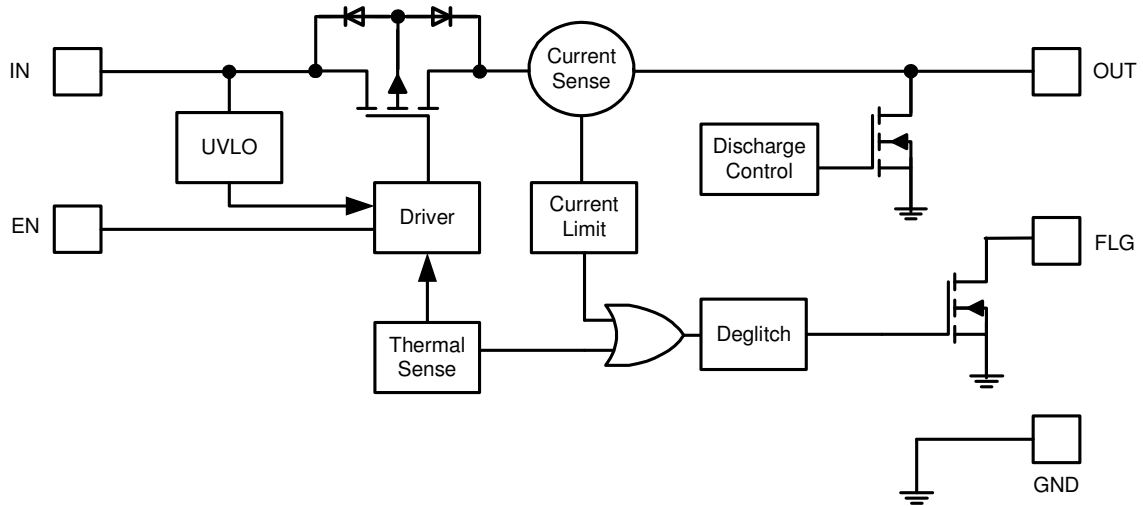 IN
Current
Sense
OUT
UVLO
Discharge
Control
Driver
Current
Limit
EN
FLG
Thermal
Sense
Deglitch
GND